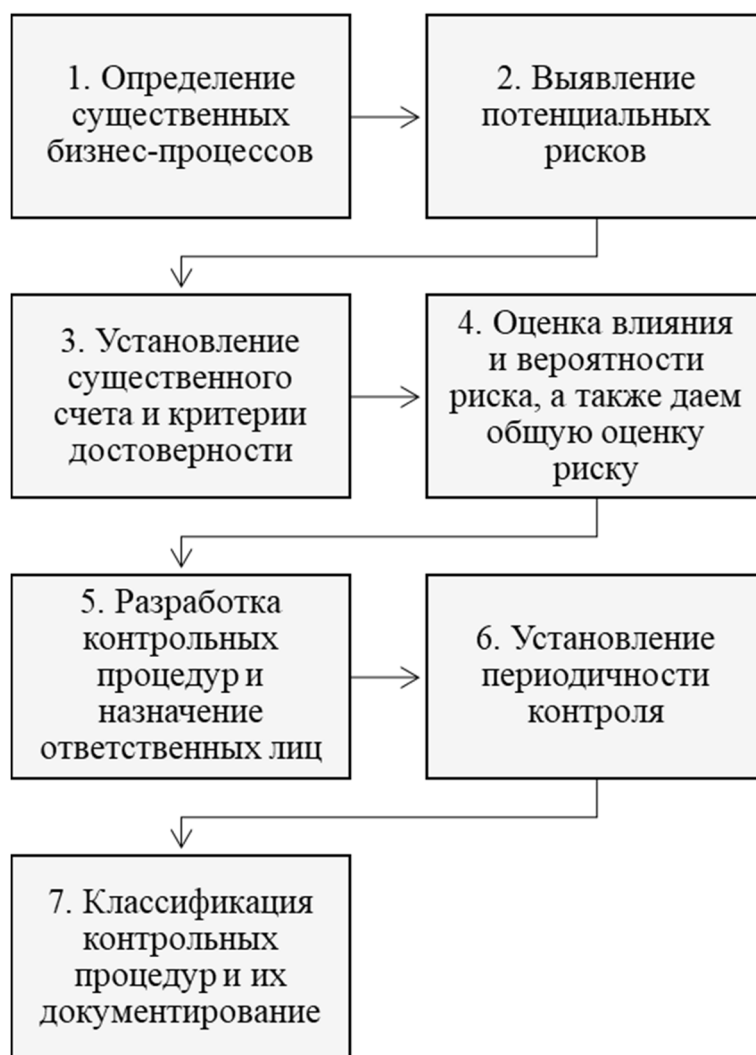 1. Определение
существенных
бизнес-процессов
2. Выявление
потенциальных
рисков
3. Установление
существенного
счета и критерии
достоверности
4. Оценка влияния
и вероятности
риска, а также даем
общую оценку
риску
5. Разработка
контрольных
процедур и
назначение
ответственных лиц
6. Установление
периодичности
контроля
7. Классификация
контрольных
процедур и их
документирование